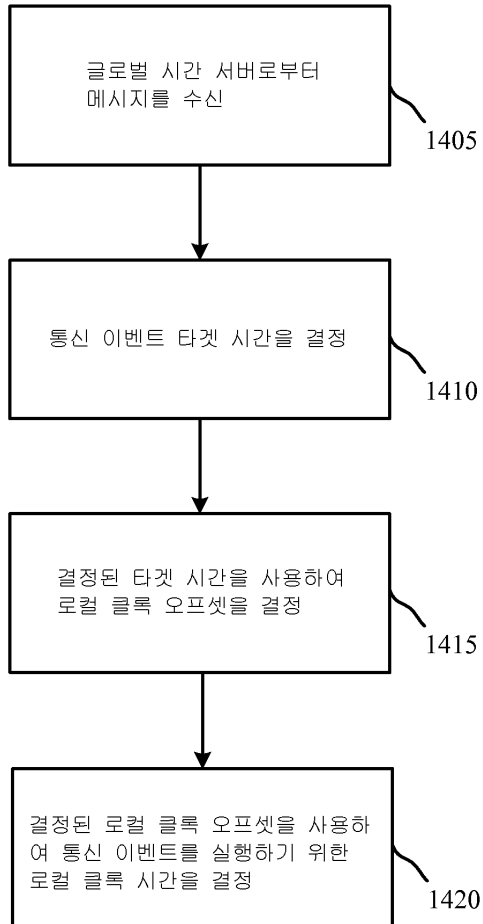 글로벌 시간 서버로부터
메시지를 수신
1405
통신 이벤트 타겟 시간을 결정
1410
결정된 타겟 시간을 사용하여
로컬 클록 오프셋을 결정
1415
결정된 로컬 클록 오프셋을 사용하
여 통신 이벤트를 실행하기 위한
로컬 클록 시간을 결정
1420